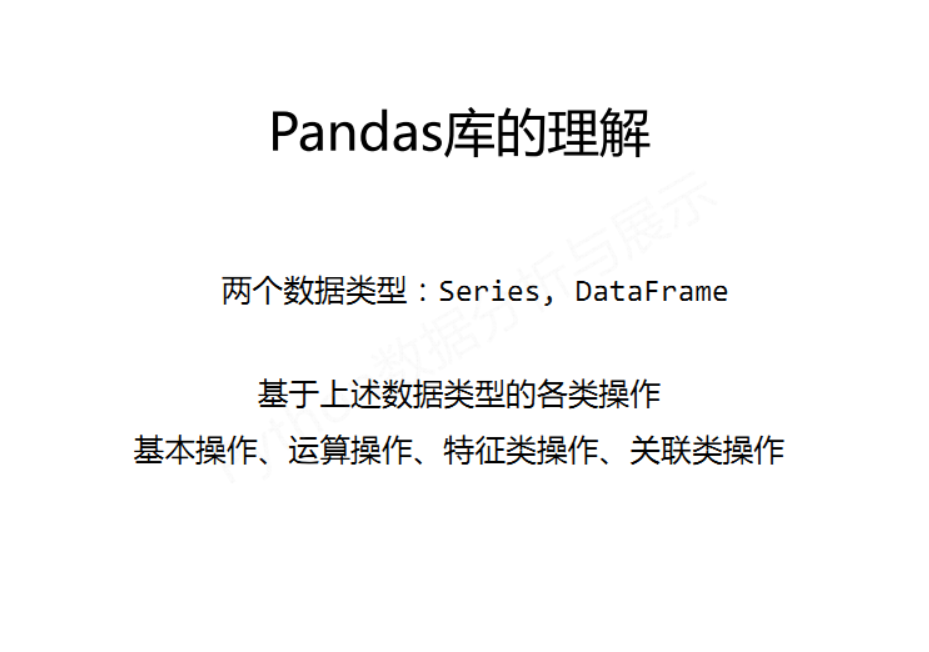 Pandas库的理解
Python数据分析与展示
两个数据类型：Series, DataFrame
基于上述数据类型的各类操作
基本操作、运算操作、特征类操作、关联类操作